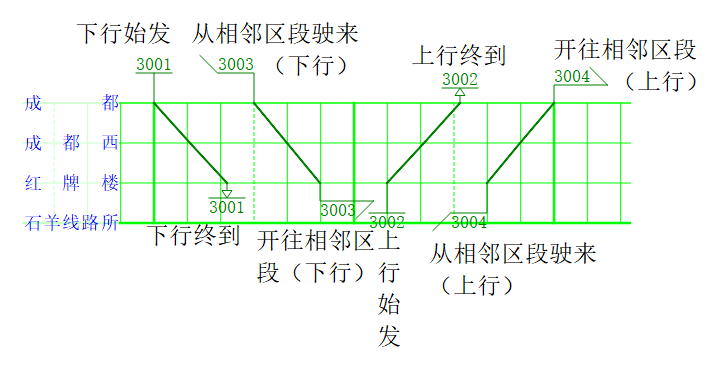 下行始发
从相邻区段驶来
（下行）
上行终到
开往相邻区段
（上行）
3001
3003
3002
3004
成 都
成 都 西
红 牌 楼
石羊线路所
3001
3003
3002
3004
下行终到
开往相邻区
段（下行）
上
行
始
发
从相邻区段驶来
（上行）